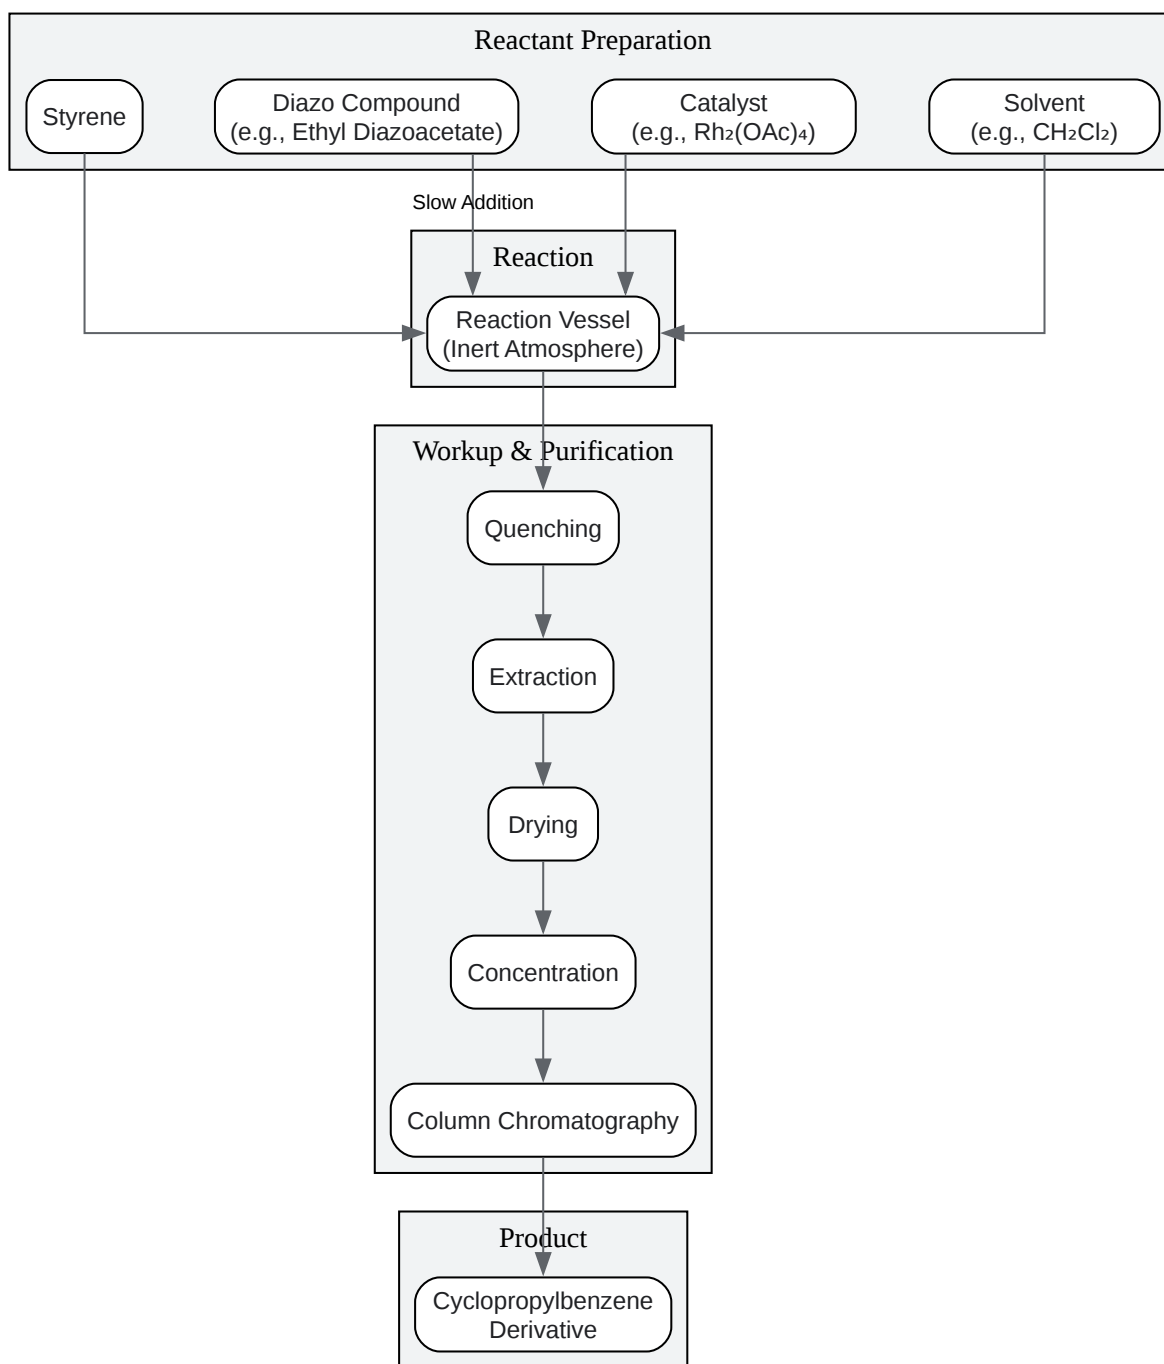 Reactant Preparation
Styrene
Diazo Compound
(e.g., Ethyl Diazoacetate)
Catalyst
(e.g., Rh₂(OAc)₄)
Solvent
(e.g., CH₂Cl₂)
Slow Addition
Reaction
Reaction Vessel
(Inert Atmosphere)
Workup & Purification
Quenching
Extraction
Drying
Concentration
Column Chromatography
Product
Cyclopropylbenzene
Derivative